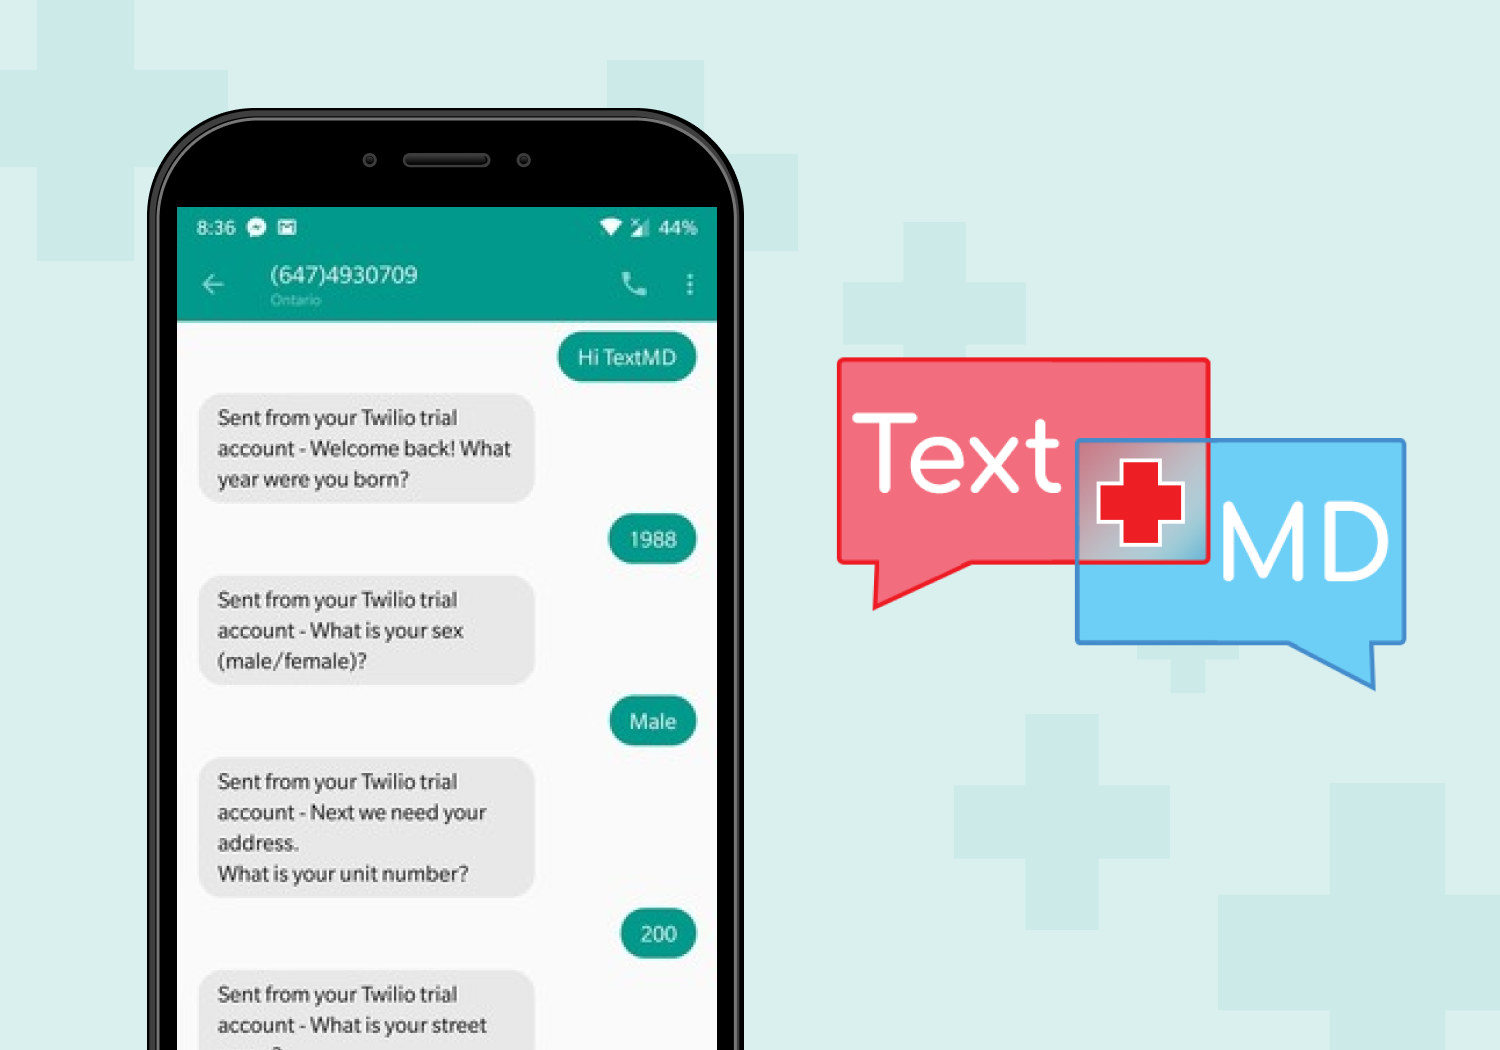 8:36
44%
(647)4930709
Ontario
Hi TextMD
Sent from your Twilio trial
account - Welcome back! What
year were you born?
1988
Sent from your Twilio trial
account - What is your sex
(male/female)?
Male
Sent from your Twilio trial
account - Next we need your
address.
What is your unit number?
200
Sent from your Twilio trial
account - What is your street
Text
MD